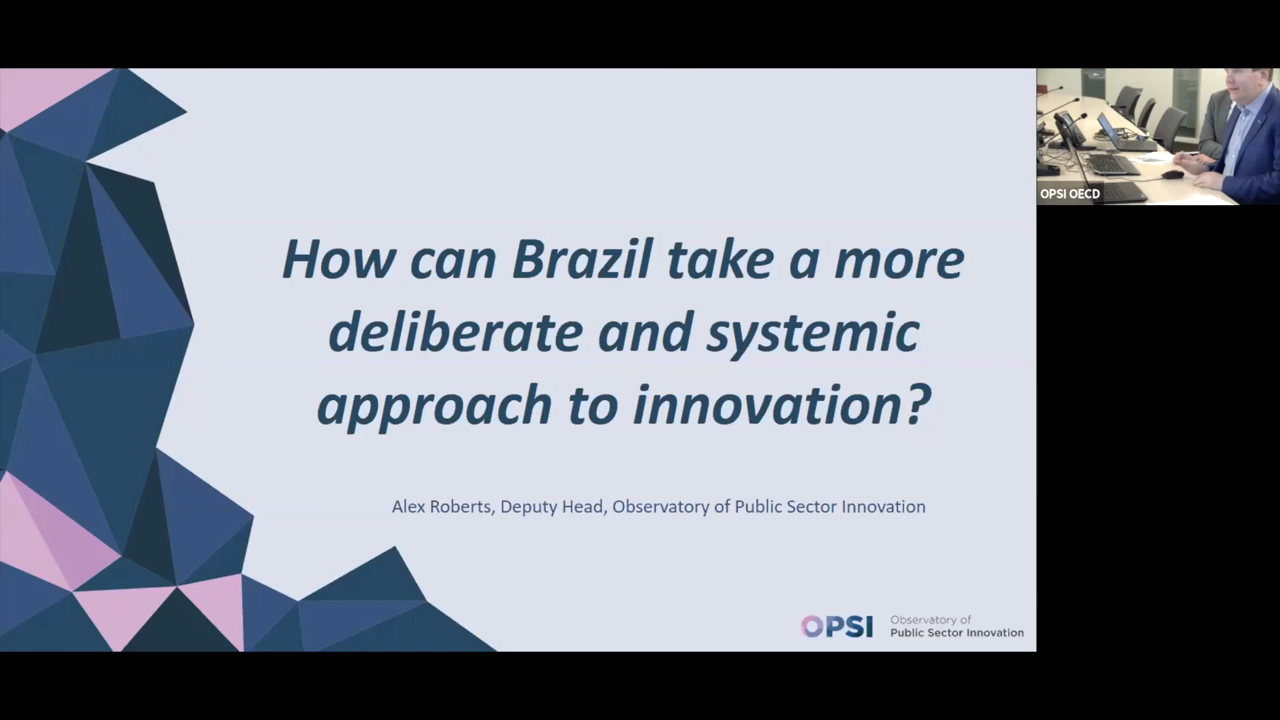 How can Brazil take a more
deliberate and systemic
approach to innovation?
Alex Roberts, Deputy Head, Observatory of Public Sector Innovation
OPSI
Observatory of
Public Sector Innovation
OPSI OECD